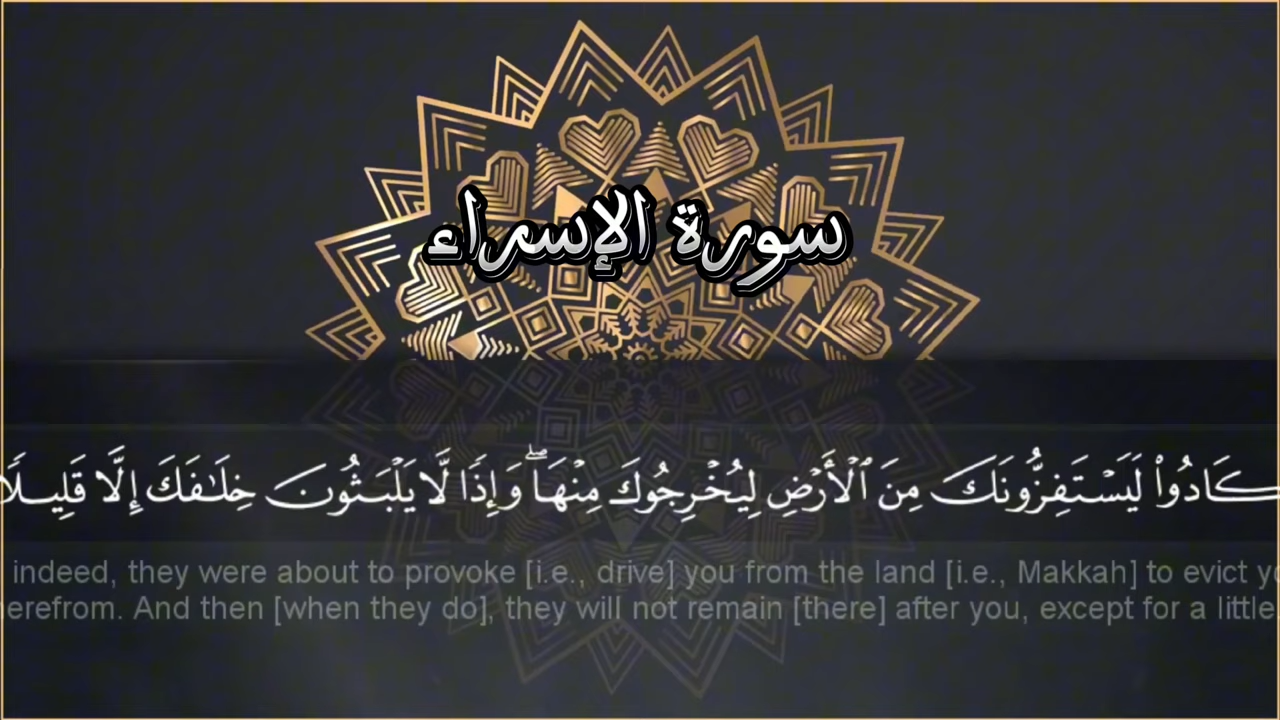 سورة الإسراء
كَادُوا۟ لَيَسْتَفِزُّونَكَ مِنَ ٱلْأَرْضِ لِيُخْرِجُوكَ مِنْهَا ۖ وَإِذًا لَّا يَلْبَثُونَ خِلَـٰفَكَ إِلَّا قَلِيلًا
indeed, they were about to provoke [i.e., drive] you from the land [i.e., Makkah] to evict
erefrom. And then [when they do], they will not remain [there] after you, except for a little